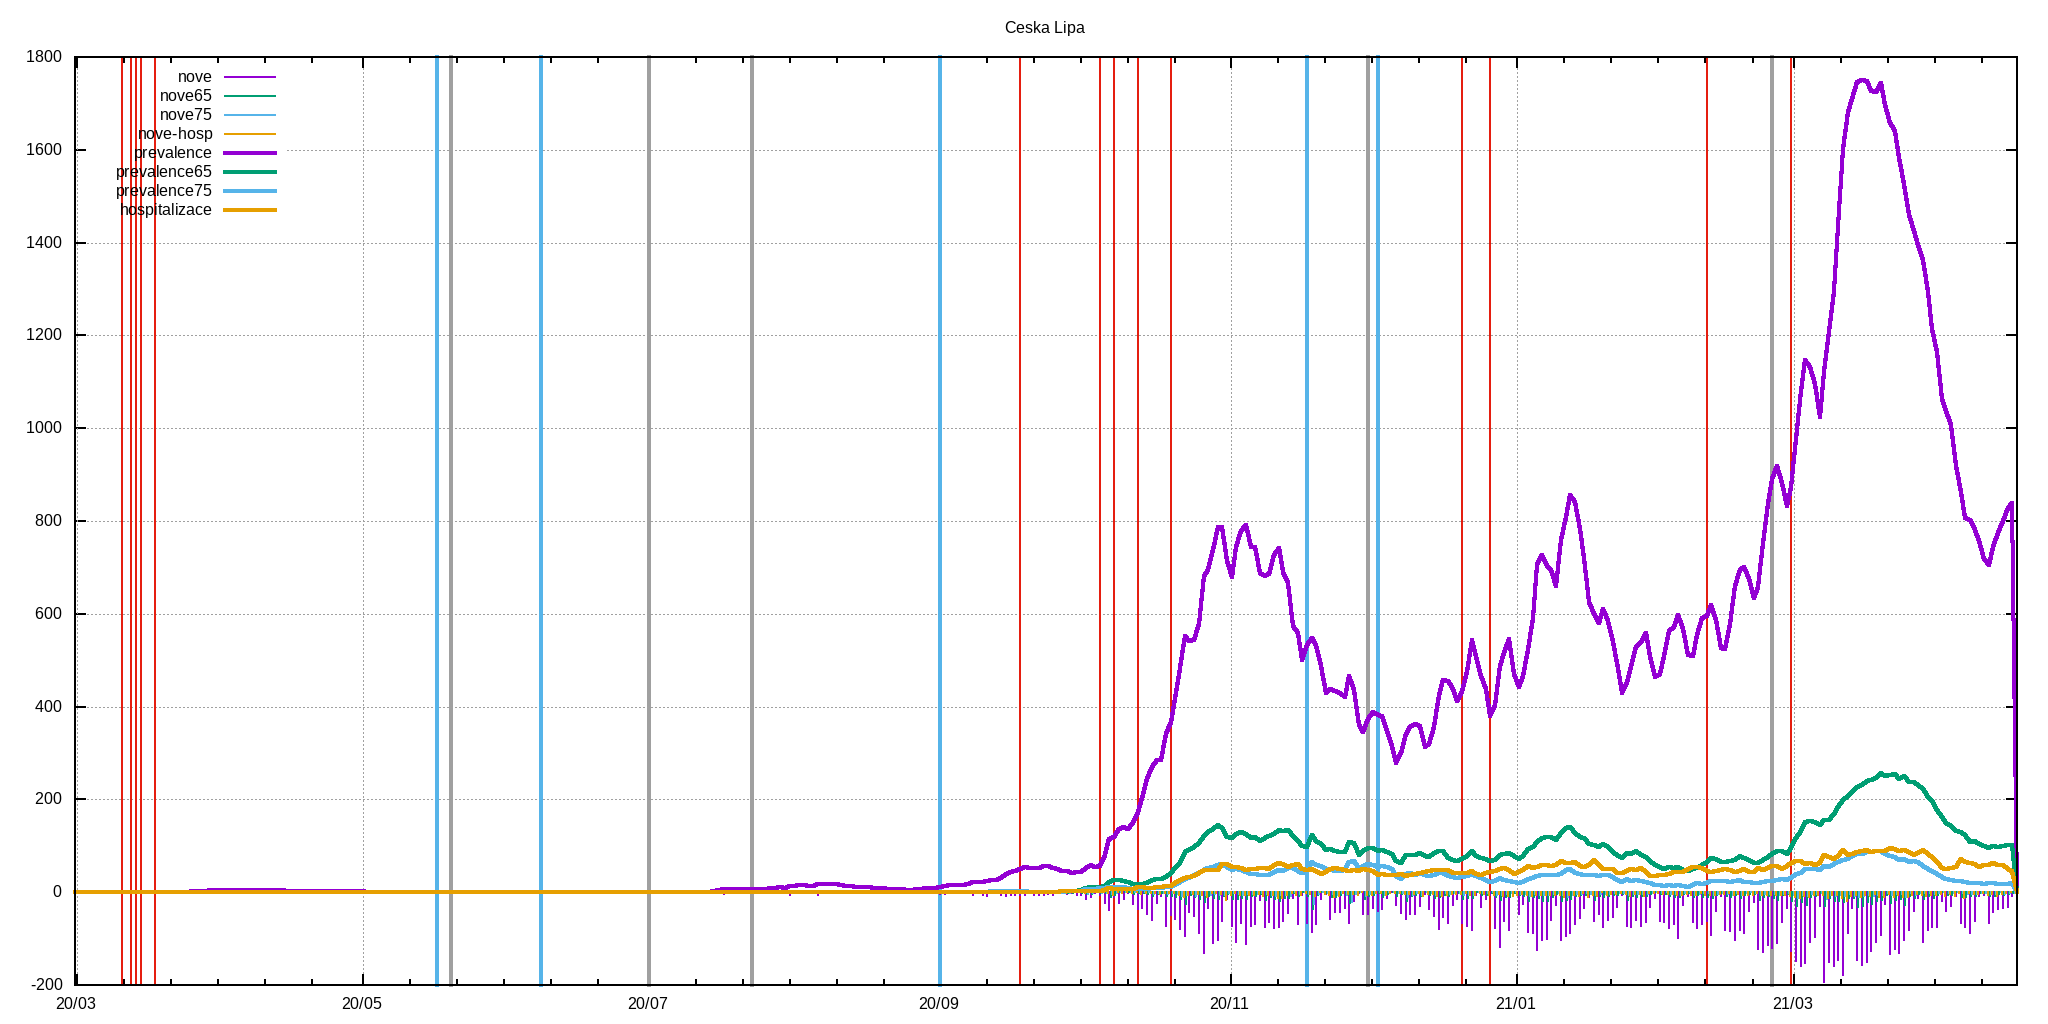 Ceska Lipa
1800
1600
1400
1200
1000
800
600
400
200
0
-200
nove
nove65
nove75
nove-hosp
prevalence
prevalence65
prevalence75
hospitalizace
20/03
20/05
20/07
20/09
20/11
21/01
21/03